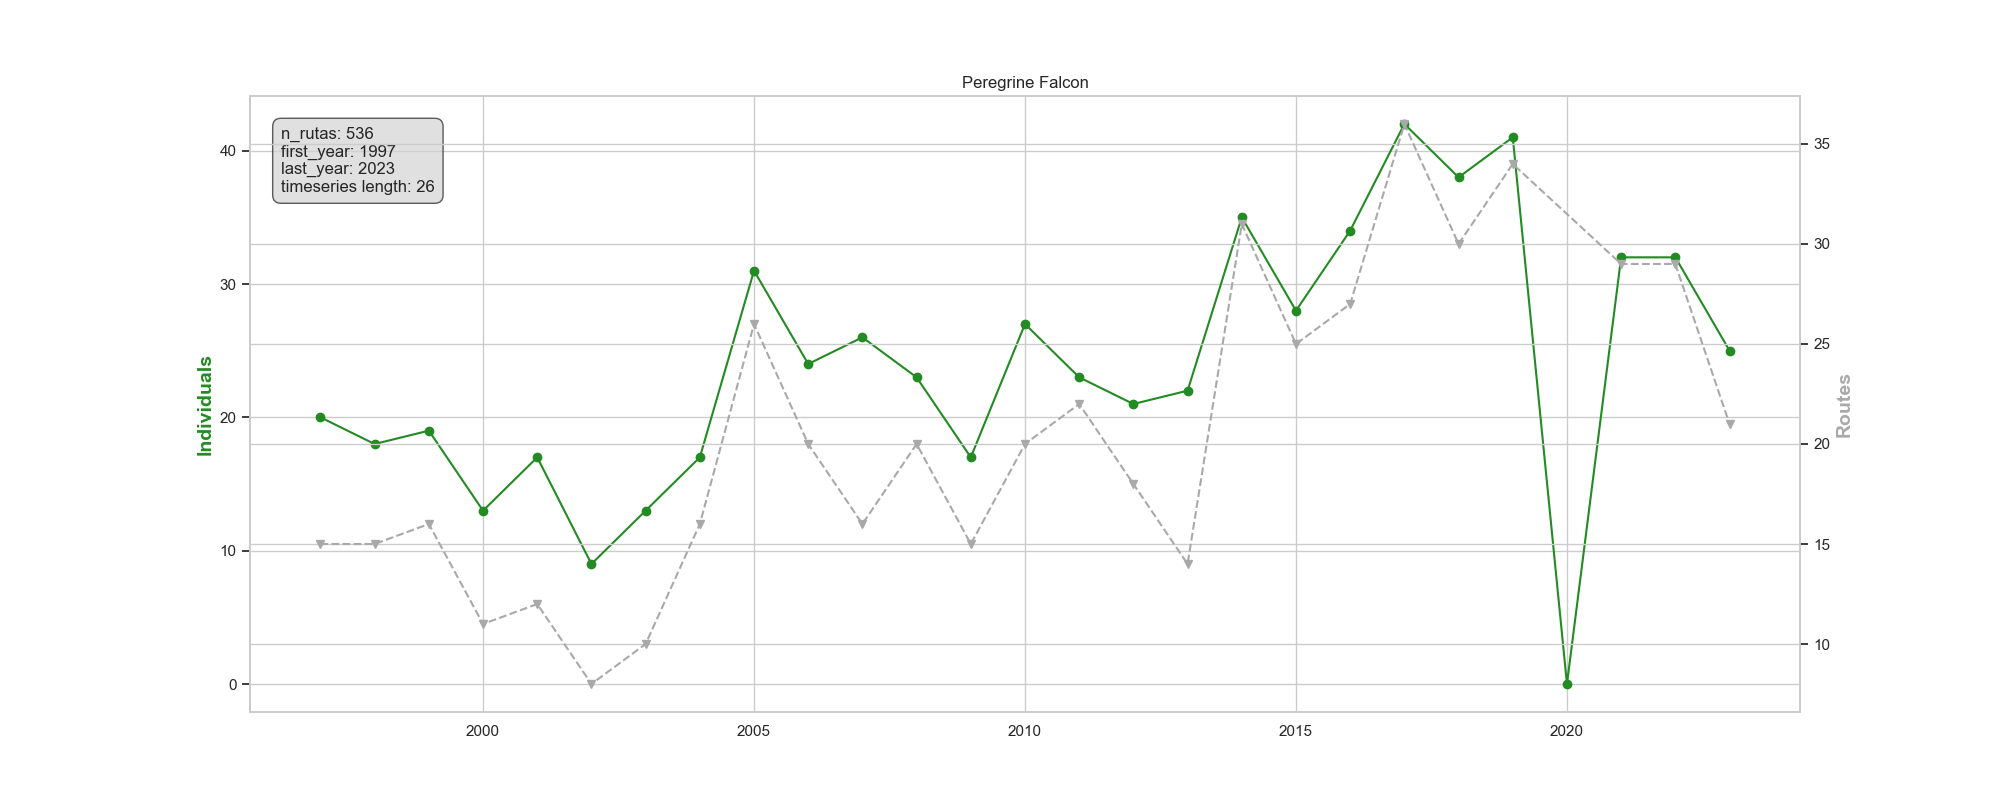 Peregrine Falcon
n_rutas: 536
first_year: 1997
last_year: 2023
timeseries length: 26
40
30
20
10
0
Individuals
35
30
25
20
15
10
Routes
2000
2005
2010
2015
2020